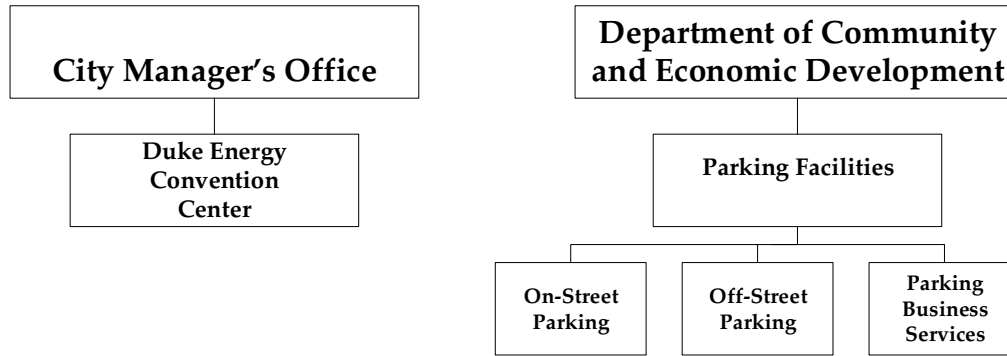 City Manager’s Office
Duke Energy
Convention
Center
Department of Community
and Economic Development
Parking Facilities
On-Street
Parking
Off-Street
Parking
Parking
Business
Services